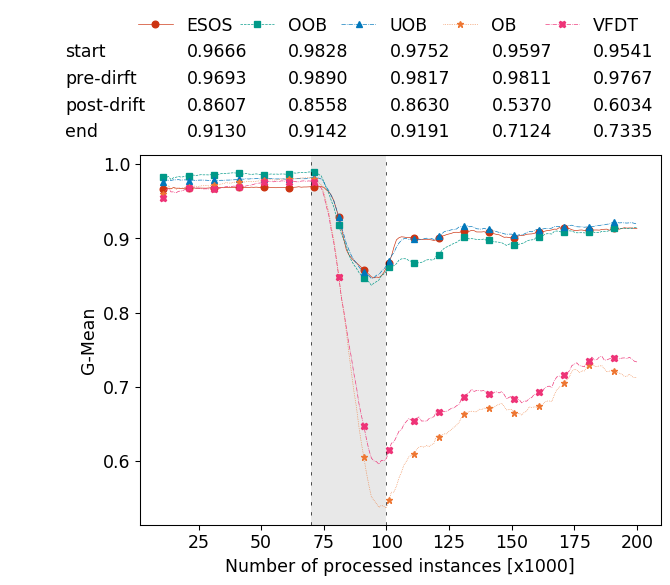 ESOS OOB UOB OB VFDT
start 0.9666 0.9828 0.9752 0.9597 0.9541
pre-dirft 0.9693 0.9890 0.9817 0.9811 0.9767
post-drift 0.8607 0.8558 0.8630 0.5370 0.6034
end 0.9130 0.9142 0.9191 0.7124 0.7335
1.0
0.9
0.8
0.7
0.6
G-Mean
25 50 75 100 125 150 175 200
Number of processed instances [x1000]